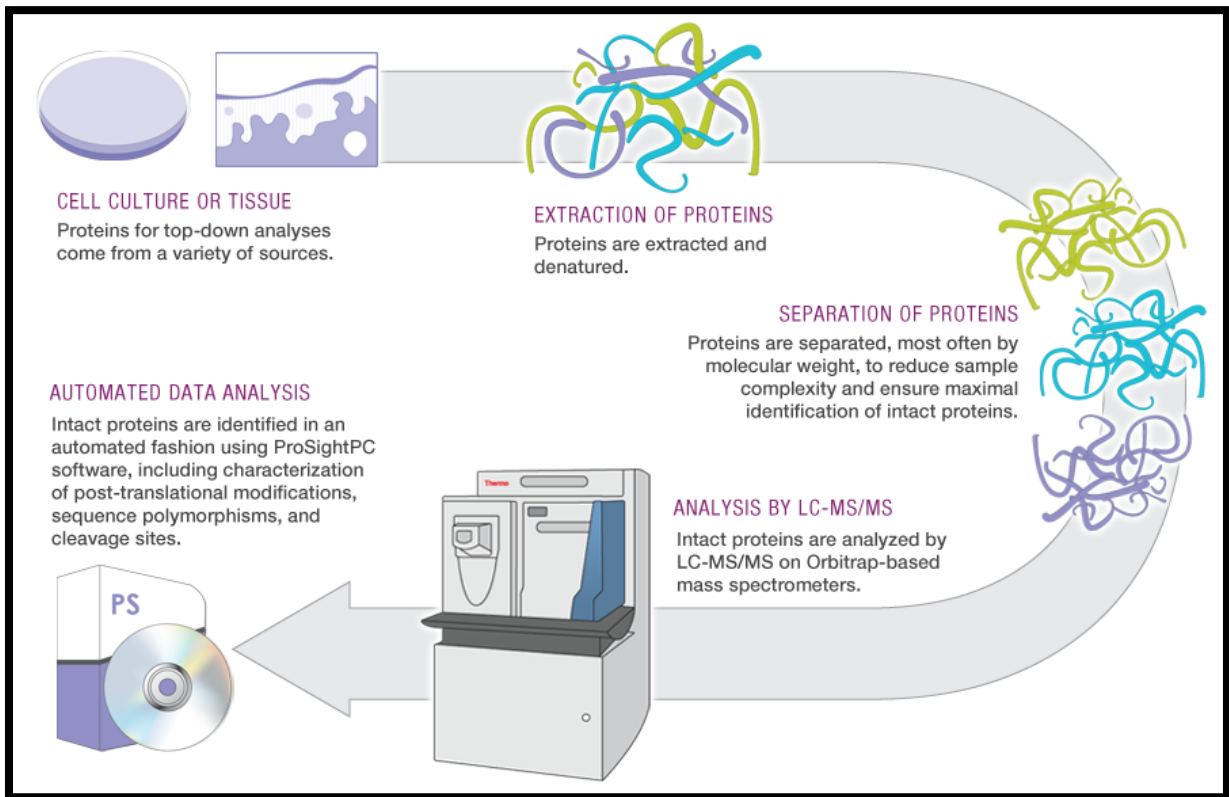 CELL CULTURE OR TISSUE
Proteins for top-down analyses
come from a variety of sources.
EXTRACTION OF PROTEINS
Proteins are extracted and
denatured.
SEPARATION OF PROTEINS
Proteins are separated, most often by
molecular weight, to reduce sample
complexity and ensure maximal
identification of intact proteins.
ANALYSIS BY LC-MS/MS
Intact proteins are analyzed by
LC-MS/MS on Orbitrap-based
mass spectrometers.
Thermo
AUTOMATED DATA ANALYSIS
Intact proteins are identified in an
automated fashion using ProSightPC
software, including characterization
of post-translational modifications,
sequence polymorphisms, and
cleavage sites.
PS